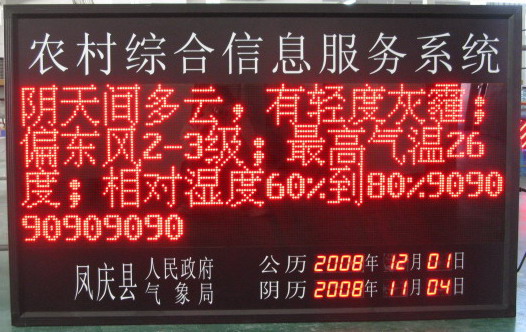 农村综合信息服务系统
阴天间多云，有轻度灰霾；
偏东风2-3级；最高气温26
度；相对湿度60%到80%9090
90909090
凤庆县 人民政府 气象局
公历 2008年 12月 01日
阴历 2008年 11月 04日